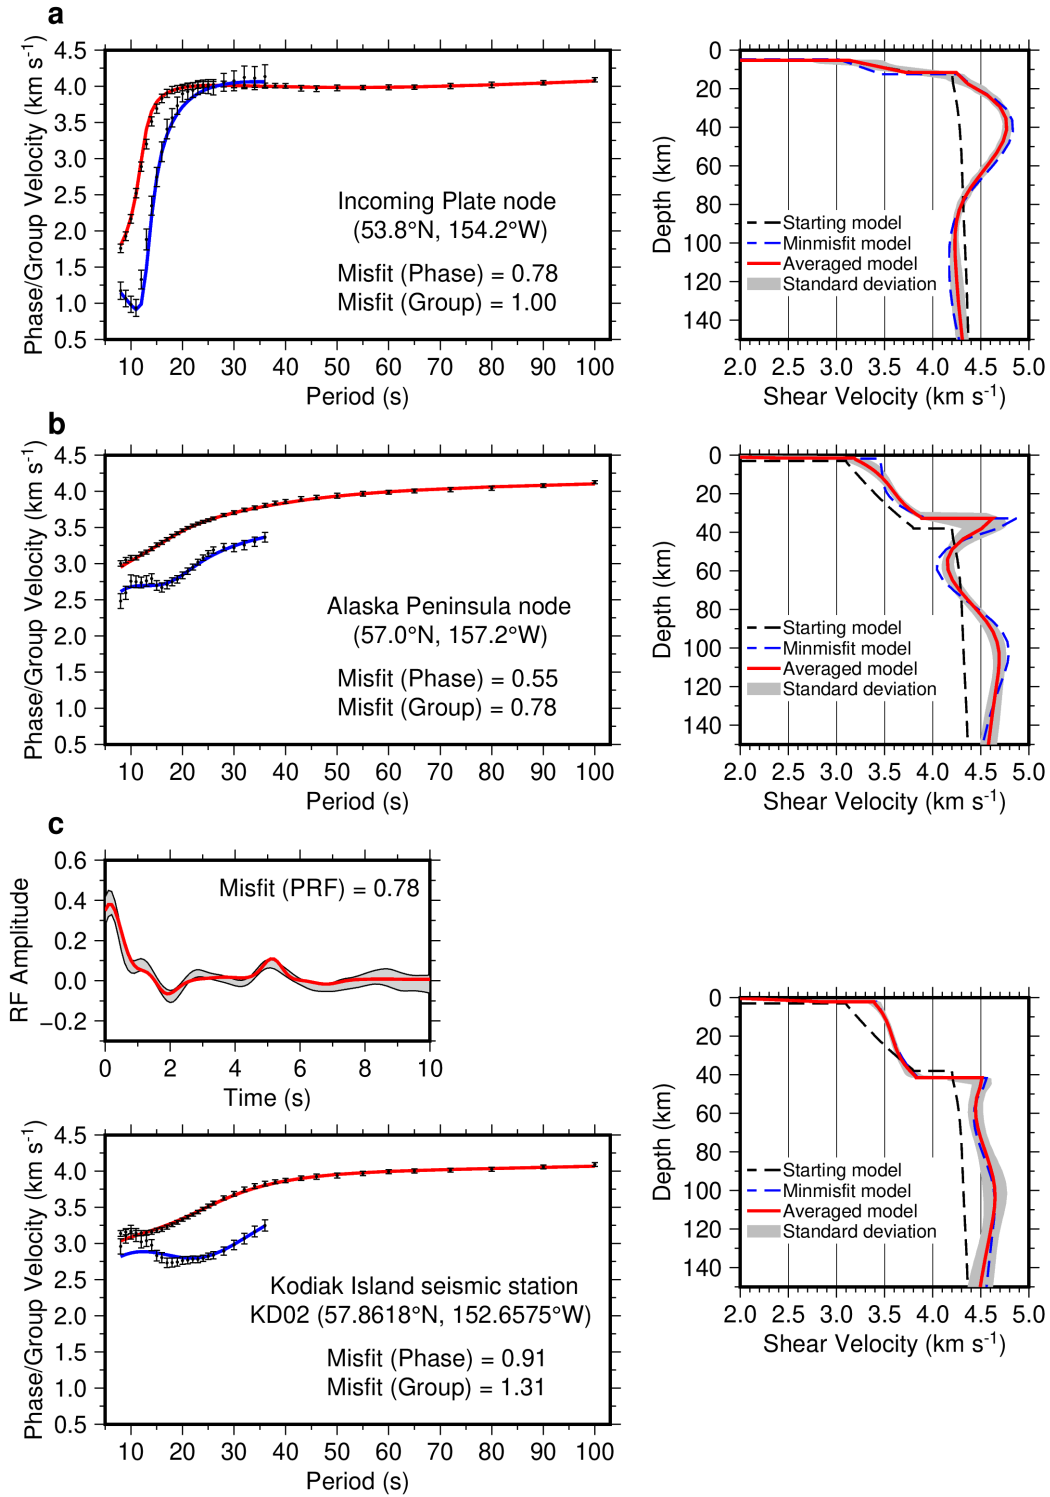 a
4.5
4.0
3.5
3.0
2.5
2.0
1.5
1.0
0.5
Phase/Group Velocity (km s-1)
10 20 30 40 50 60 70 80 90 100
Period (s)
Incoming Plate node
(53.8°N, 154.2°W)
Misfit (Phase) = 0.78
Misfit (Group) = 1.00
0
20
40
60
80
100
120
140
Depth (km)
Starting model
Minmisfit model
Averaged model
Standard deviation
2.0 2.5 3.0 3.5 4.0 4.5 5.0
Shear Velocity (km s-1)
b
4.5
4.0
3.5
3.0
2.5
2.0
1.5
1.0
0.5
Phase/Group Velocity (km s-1)
10 20 30 40 50 60 70 80 90 100
Period (s)
Alaska Peninsula node
(57.0°N, 157.2°W)
Misfit (Phase) = 0.55
Misfit (Group) = 0.78
0
20
40
60
80
100
120
140
Depth (km)
Starting model
Minmisfit model
Averaged model
Standard deviation
2.0 2.5 3.0 3.5 4.0 4.5 5.0
Shear Velocity (km s-1)
c
0.6
0.4
0.2
0.0
−0.2
RF Amplitude
Misfit (PRF) = 0.78
0 2 4 6 8 10
Time (s)
4.5
4.0
3.5
3.0
2.5
2.0
1.5
1.0
0.5
Phase/Group Velocity (km s-1)
10 20 30 40 50 60 70 80 90 100
Period (s)
Kodiak Island seismic station
KD02 (57.8618°N, 152.6575°W)
Misfit (Phase) = 0.91
Misfit (Group) = 1.31
0
20
40
60
80
100
120
140
Depth (km)
Starting model
Minmisfit model
Averaged model
Standard deviation
2.0 2.5 3.0 3.5 4.0 4.5 5.0
Shear Velocity (km s-1)